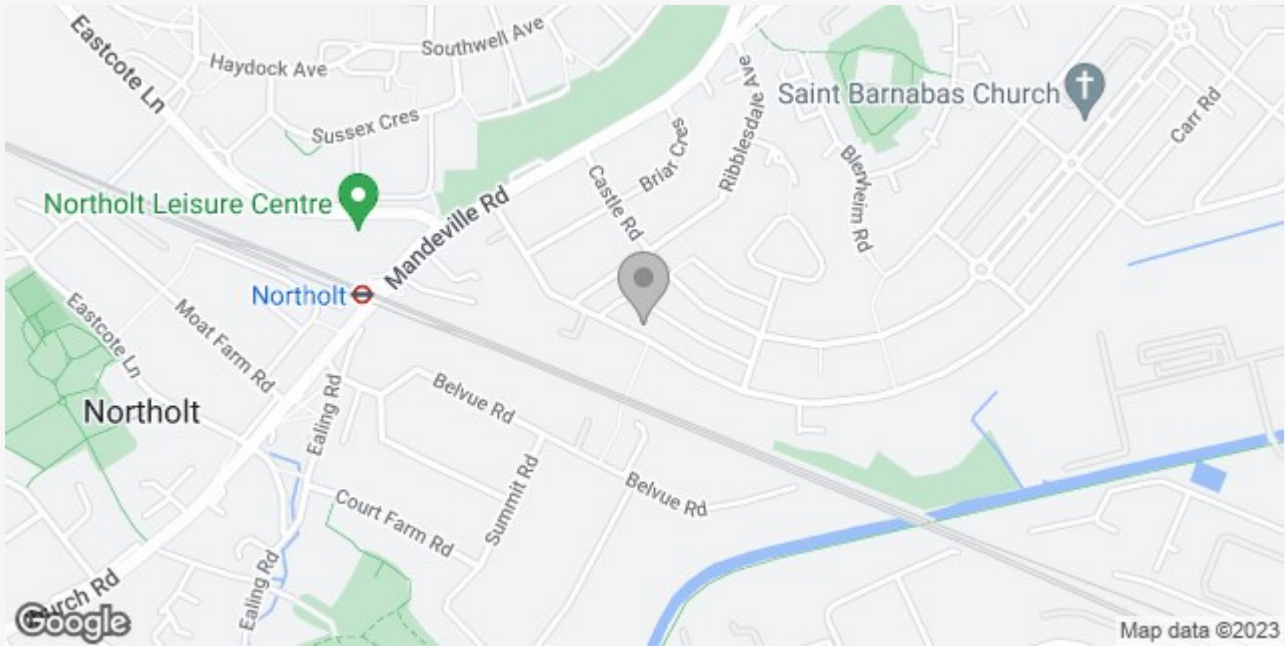 Eastcote Ln
Haydock Ave
Southwell Ave
Sussex Cres
Northolt Leisure Centre
Mandeville Rd
Northolt
Castle Rd
Briar Cres
Ribblesdale Ave
Saint Barnabas Church
Blenheim Rd
Carr Rd
Eastcote Ln
Moat Farm Rd
Northolt
Ealing Rd
Belvue Rd
Summit Rd
Belvue Rd
Court Farm Rd
Ealing Rd
Church Rd
Google
Map data ©2023